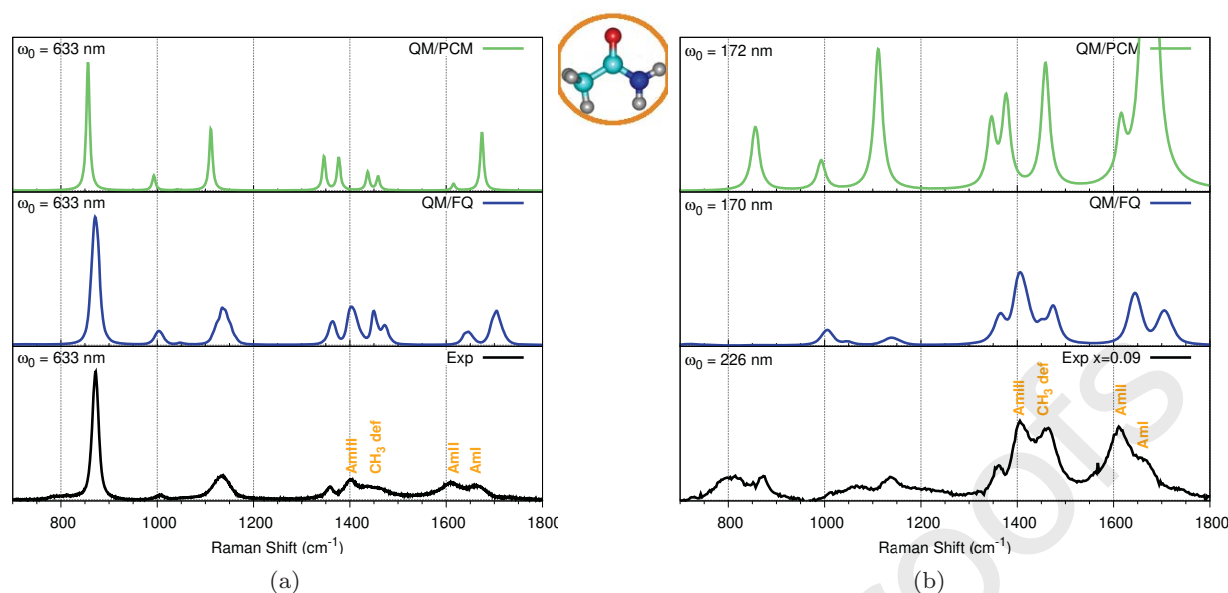 ω0 = 633 nm
QM/PCM
ω0 = 633 nm
QM/FQ
ω0 = 633 nm
Exp
AmIII
CH3 def
AmII
AmI
800 1000 1200 1400 1600 1800
Raman Shift (cm-1)
(a)
ω0 = 172 nm
QM/PCM
ω0 = 170 nm
QM/FQ
ω0 = 226 nm
Exp x=0.09
AmIII
CH3 def
AmII
AmI
800 1000 1200 1400 1600 1800
Raman Shift (cm-1)
(b)
roofs